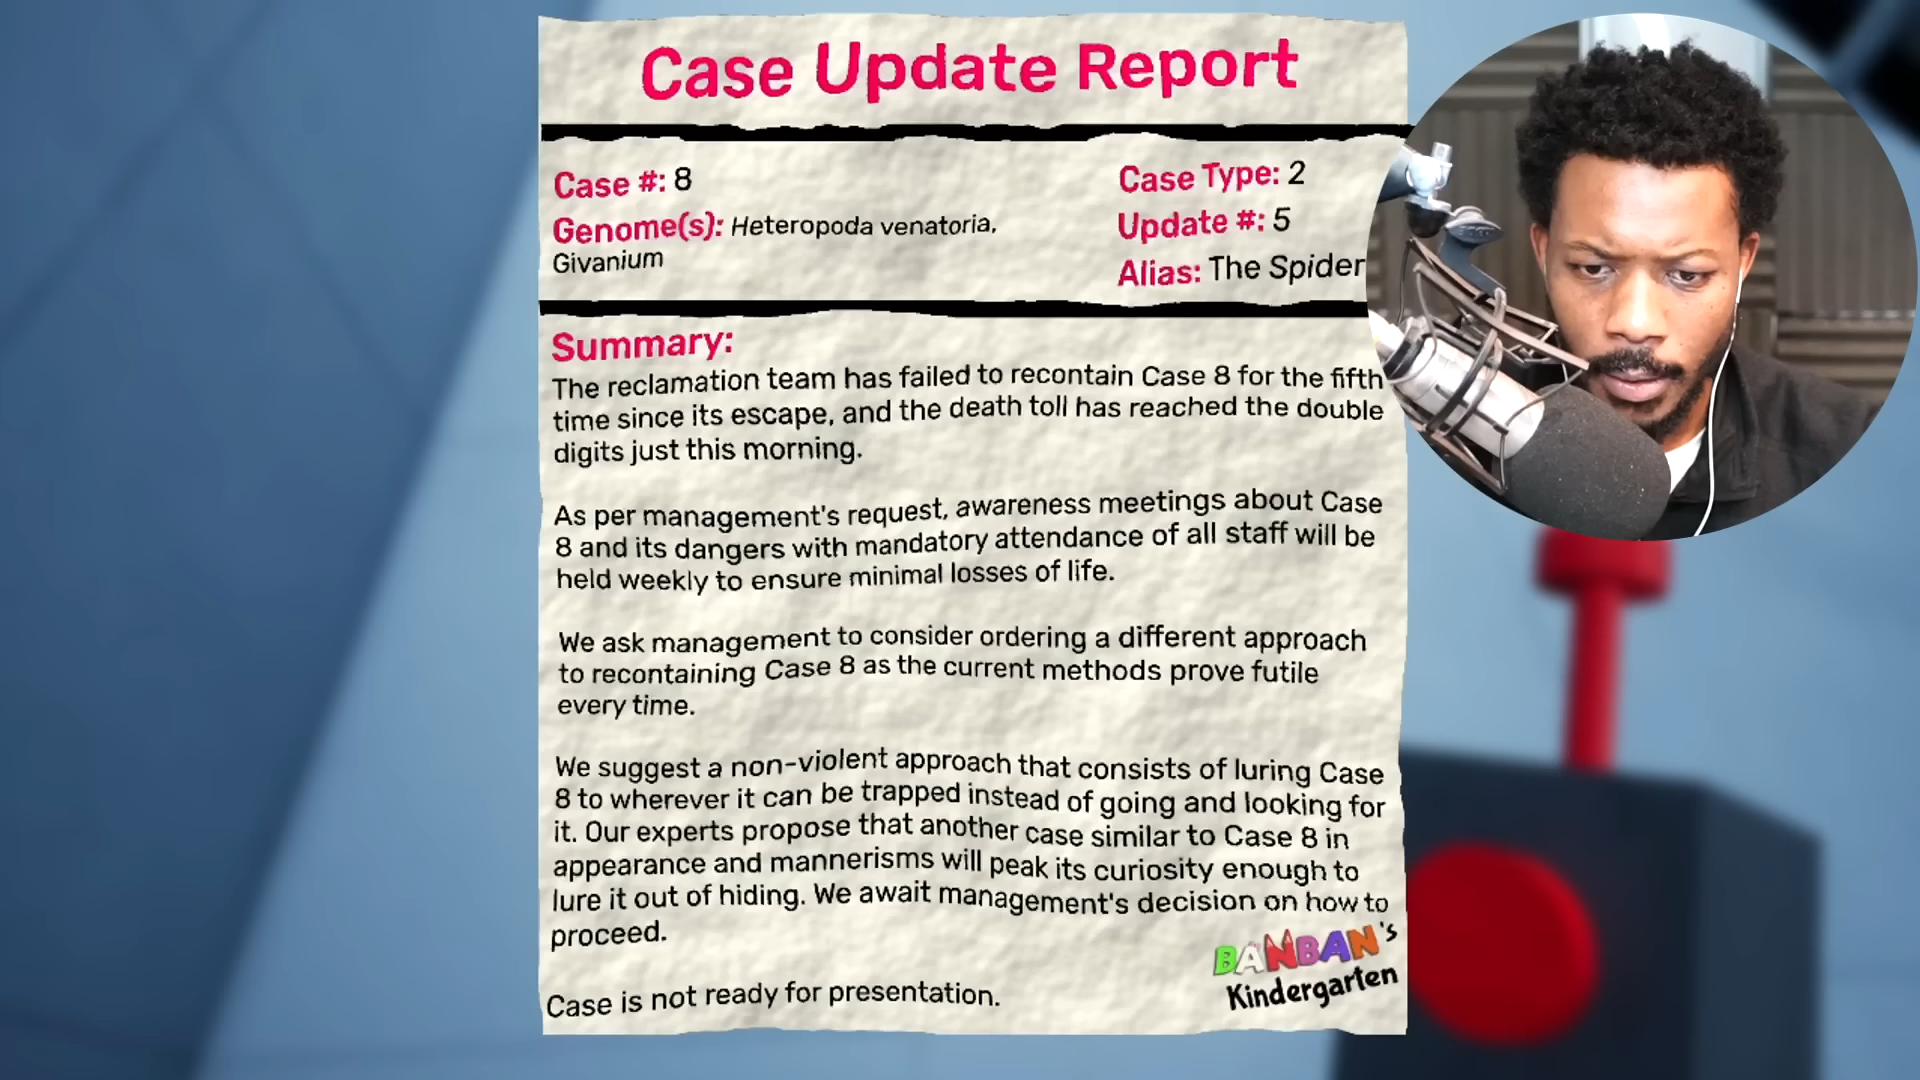 Case Update Report
Case #: 8
Genome(s): Heteropoda venatoria,
Givanium
Case Type: 2
Update #: 5
Alias: The Spider
Summary:
The reclamation team has failed to recontain Case 8 for the fifth
time since its escape, and the death toll has reached the double
digits just this morning.
As per management's request, awareness meetings about Case
8 and its dangers with mandatory attendance of all staff will be
held weekly to ensure minimal losses of life.
We ask management to consider ordering a different approach
to recontaining Case 8 as the current methods prove futile
every time.
We suggest a non-violent approach that consists of luring Case
8 to wherever it can be trapped instead of going and looking for
it. Our experts propose that another case similar to Case 8 in
appearance and mannerisms will peak its curiosity enough to
lure it out of hiding. We await management's decision on how to
proceed.
Case is not ready for presentation.
BANBAN's
Kindergarten